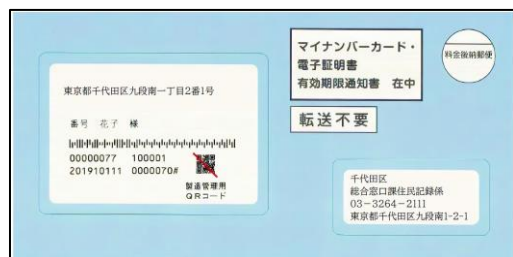 マイナンバーカード・
電子証明書
有効期限通知書 在中
料金後納郵便
転送不要
東京都千代田区九段南一丁目2番1号
番号 花子 様
00000077 100001
201910111 0000070#
製造管理用
QRコード
千代田区
総合窓口課住民記録係
03-3264-2111
東京都千代田区九段南1-2-1